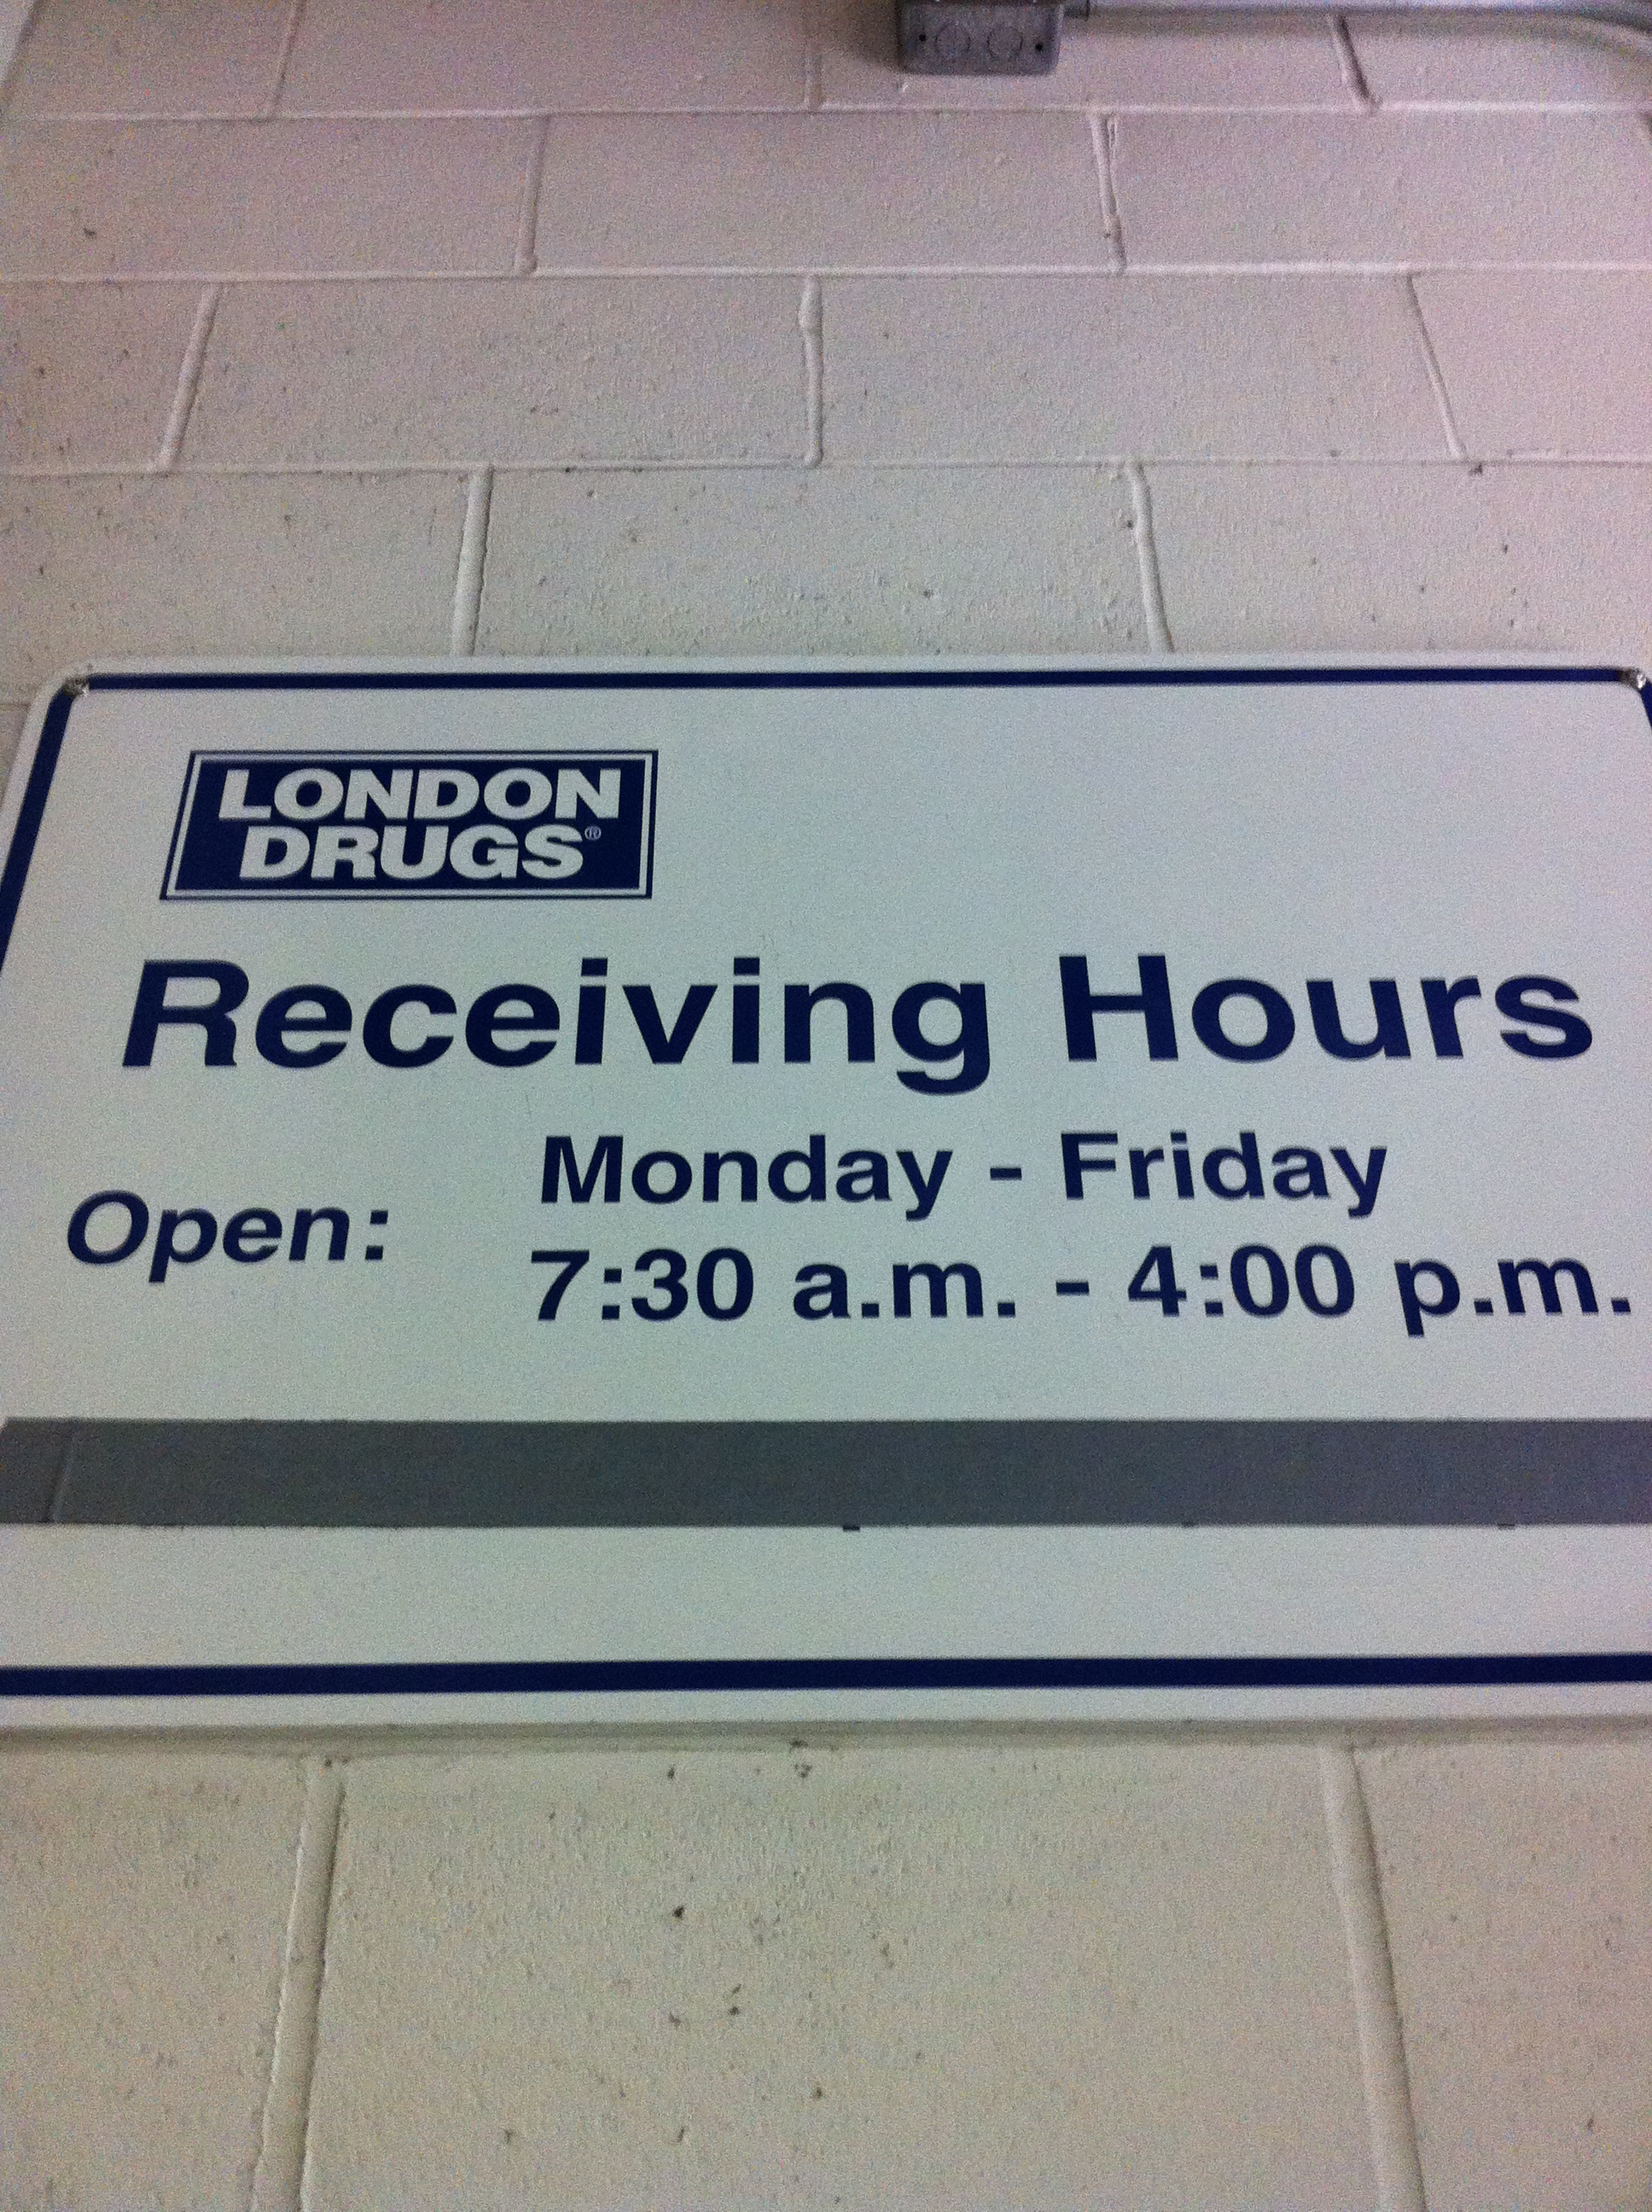 LONDON
DRUGS®
Receiving Hours
Open:
Monday - Friday
7:30 a.m. - 4:00 p.m.